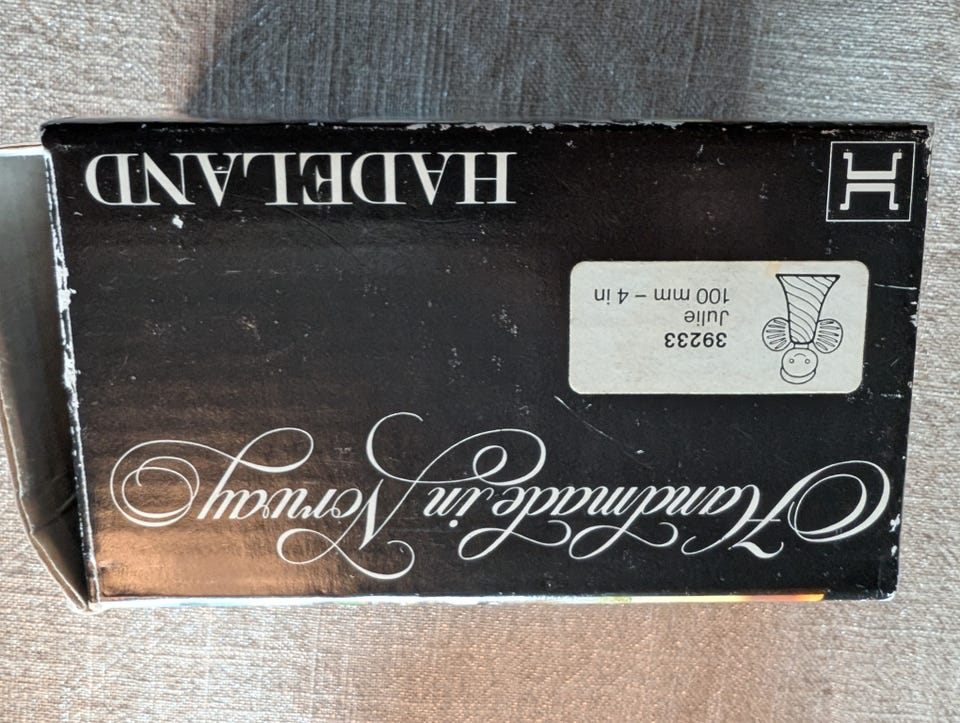 Handmade in Norway
39233
Julie
100 mm – 4 in
H
HADELAND